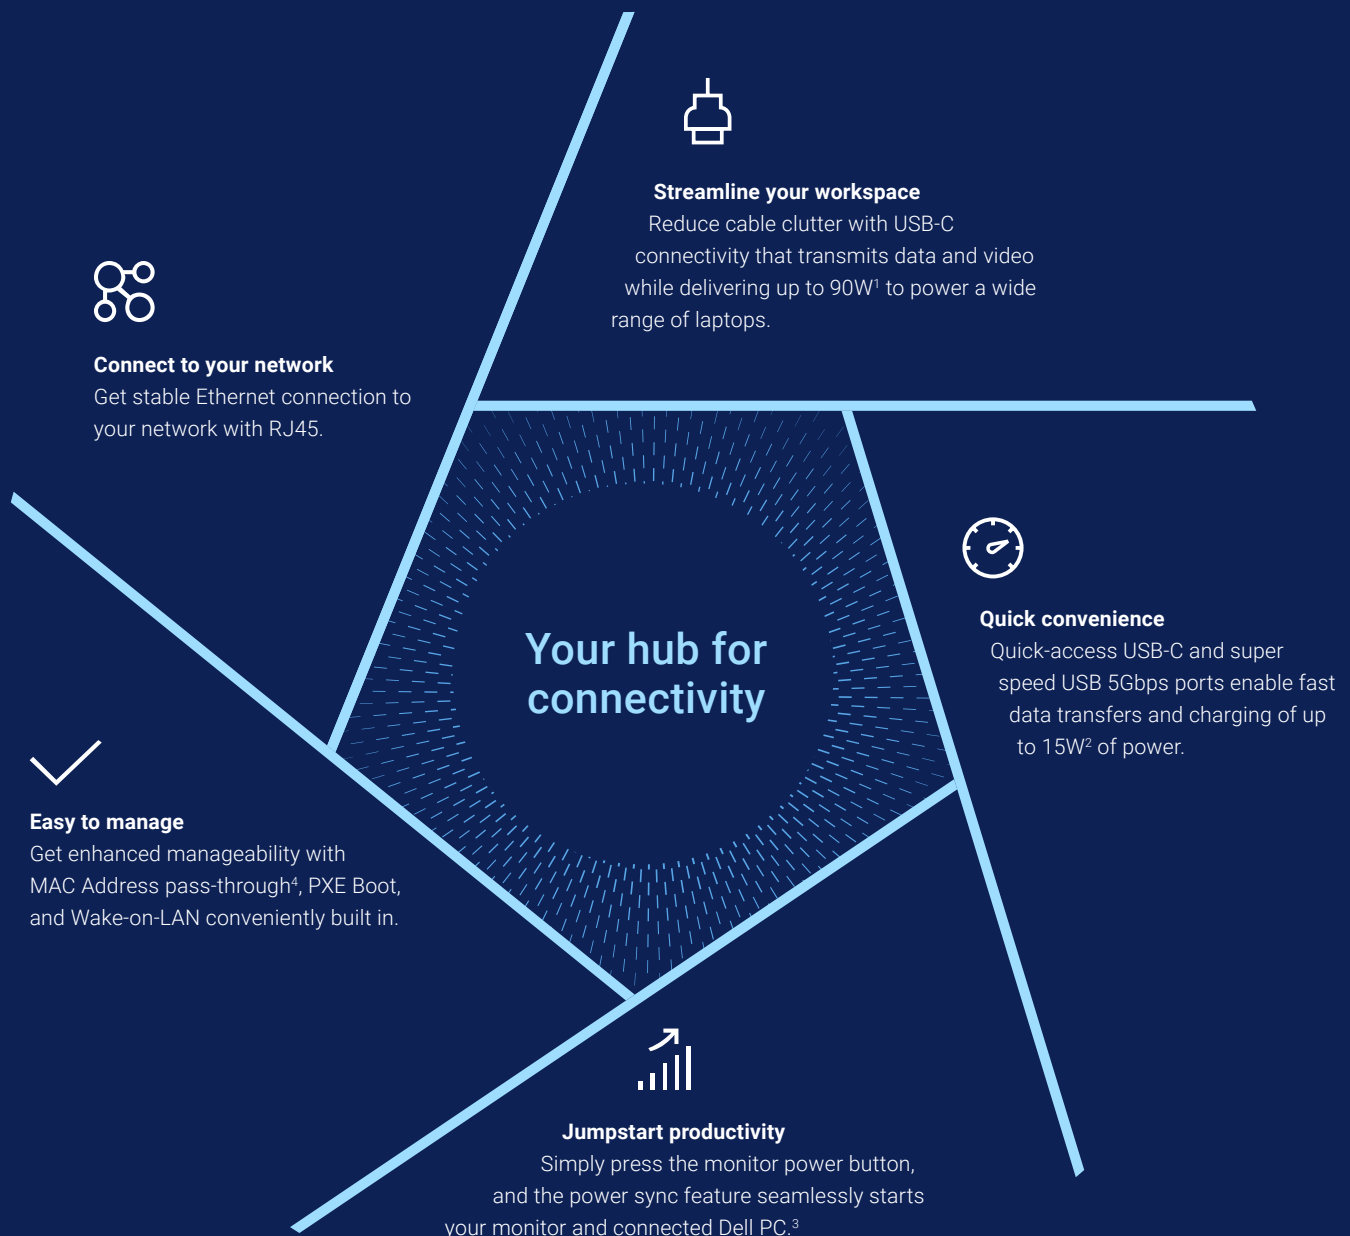 Streamline your workspace
Reduce cable clutter with USB-C
connectivity that transmits data and video
while delivering up to 90W¹ to power a wide
range of laptops.
Connect to your network
Get stable Ethernet connection to
your network with RJ45.
Your hub for
connectivity
Quick convenience
Quick-access USB-C and super
speed USB 5Gbps ports enable fast
data transfers and charging of up
to 15W² of power.
Easy to manage
Get enhanced manageability with
MAC Address pass-through⁴, PXE Boot,
and Wake-on-LAN conveniently built in.
Jumpstart productivity
Simply press the monitor power button,
and the power sync feature seamlessly starts
your monitor and connected Dell PC.³